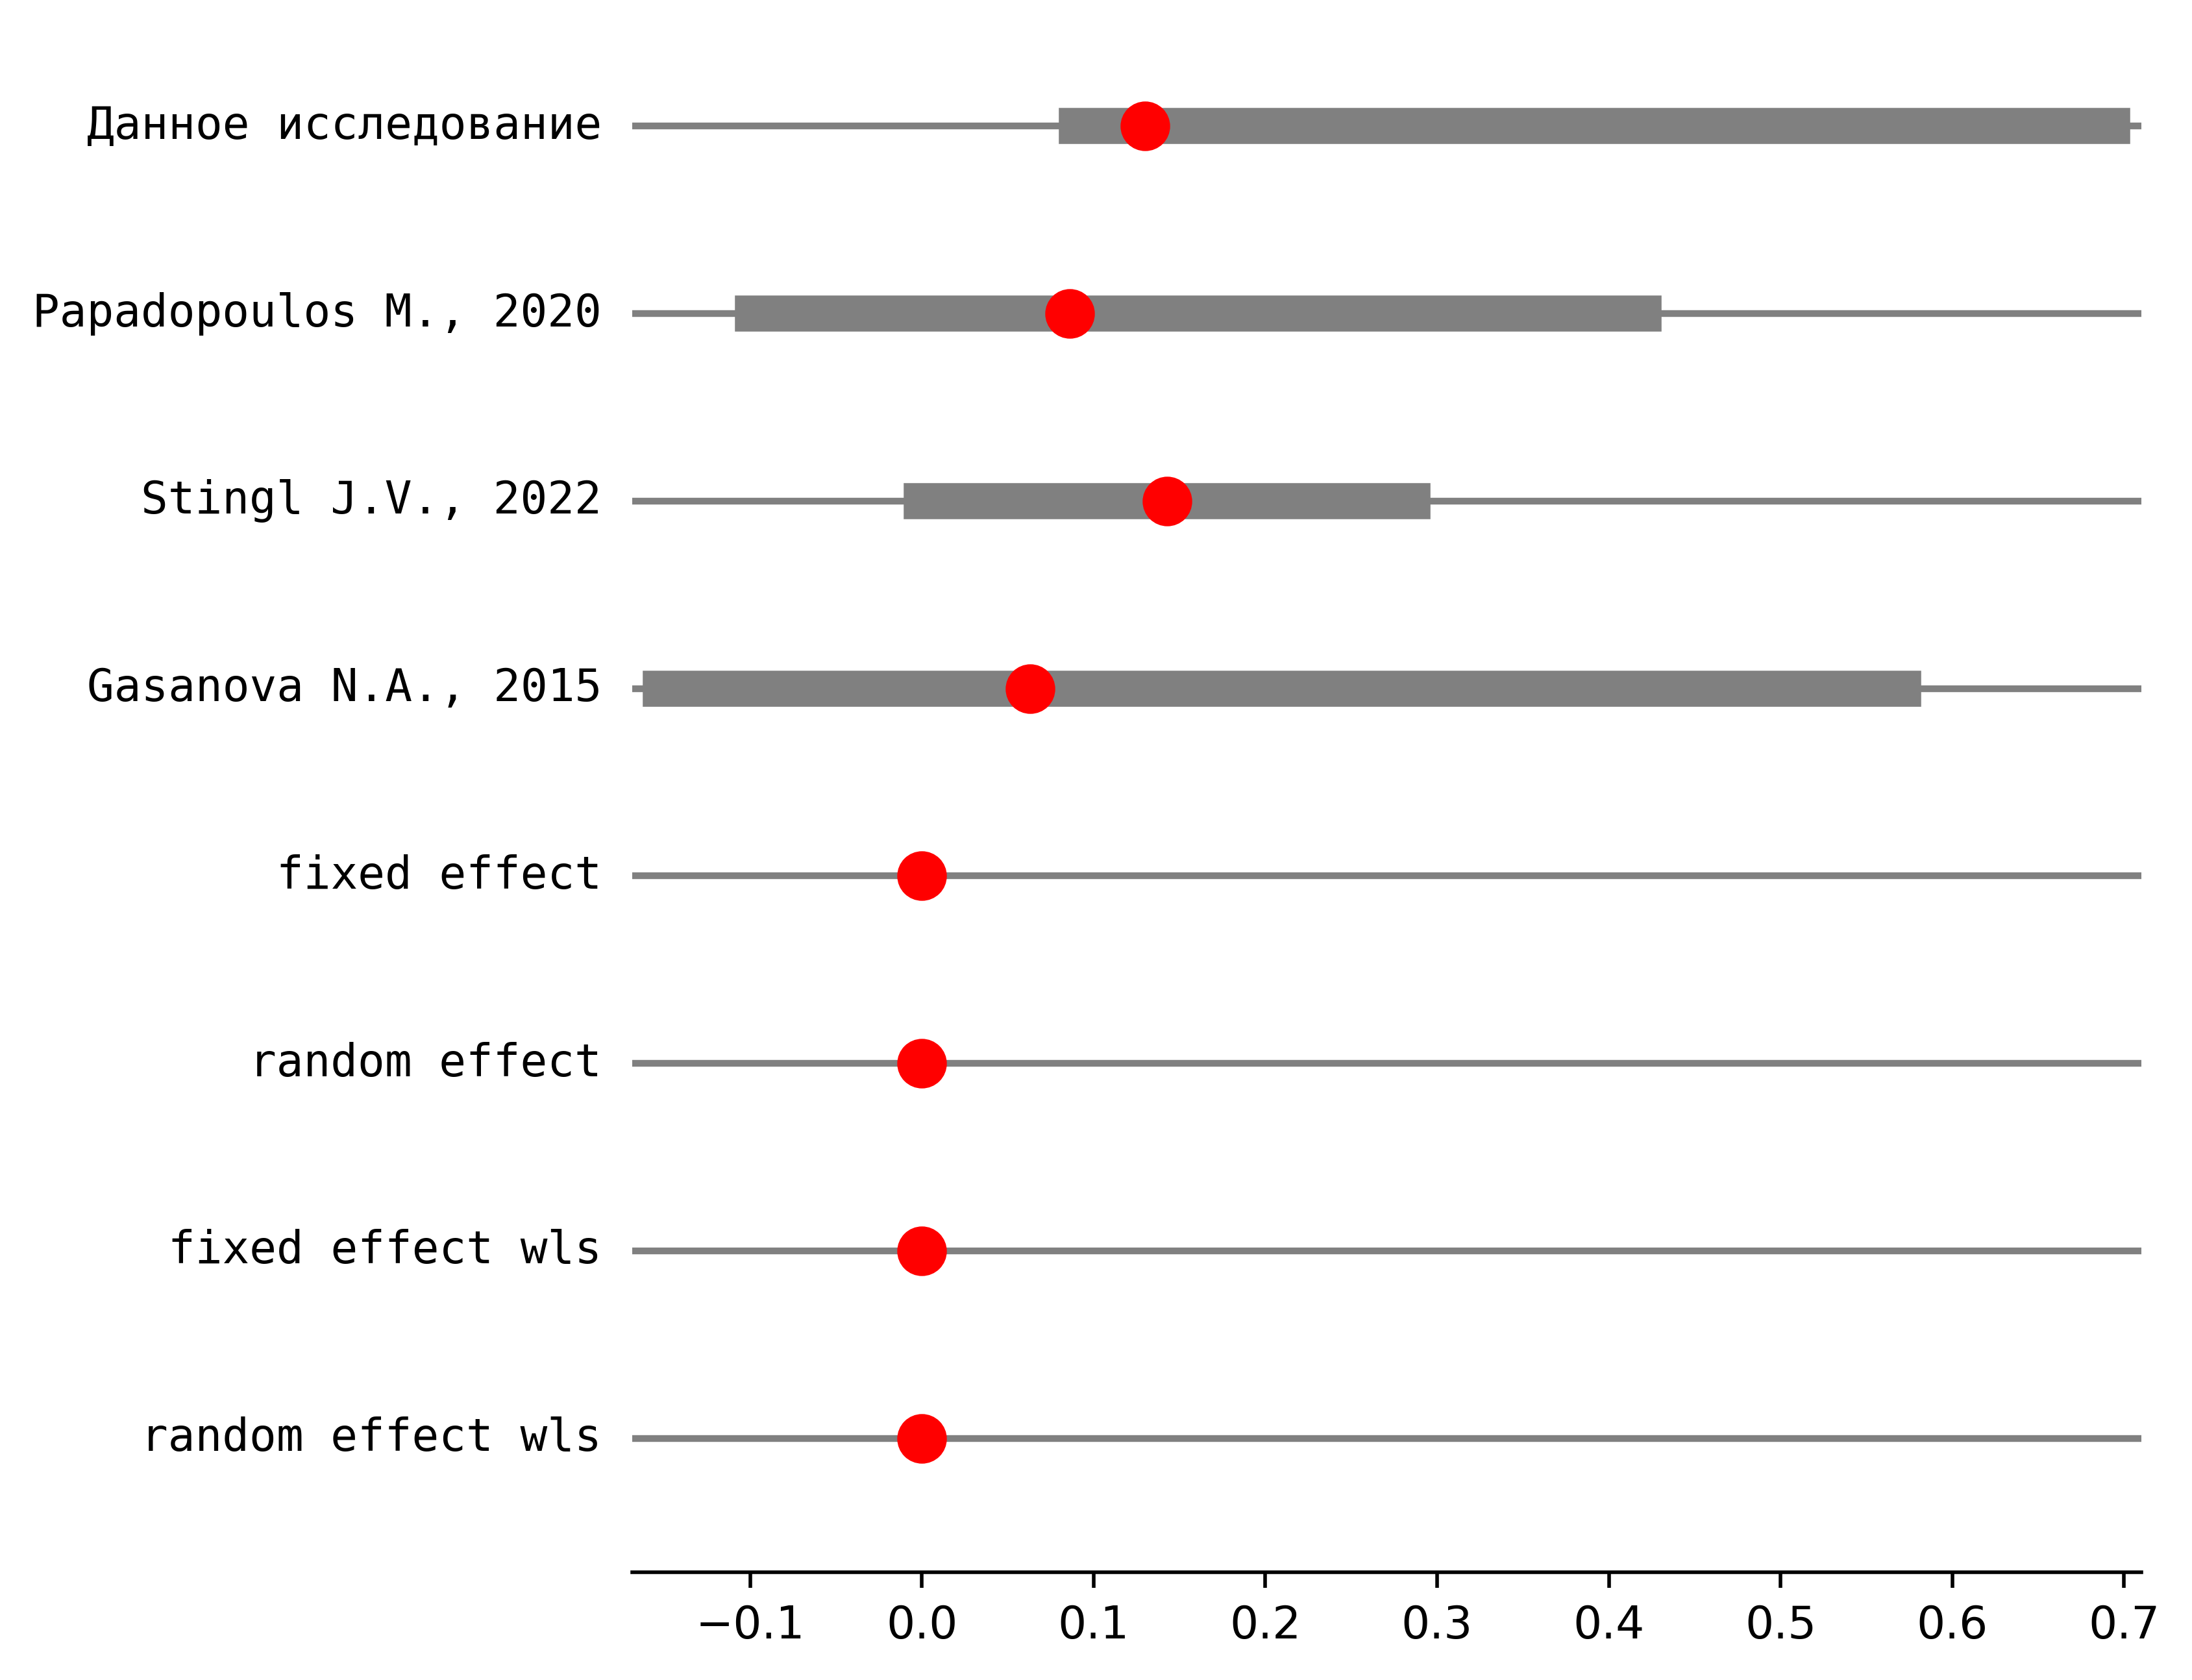 Данное исследование
Papadopoulos M., 2020
Stingl J.V., 2022
Gasanova N.A., 2015
fixed effect
random effect
fixed effect wls
random effect wls
−0.1 0.0 0.1 0.2 0.3 0.4 0.5 0.6 0.7